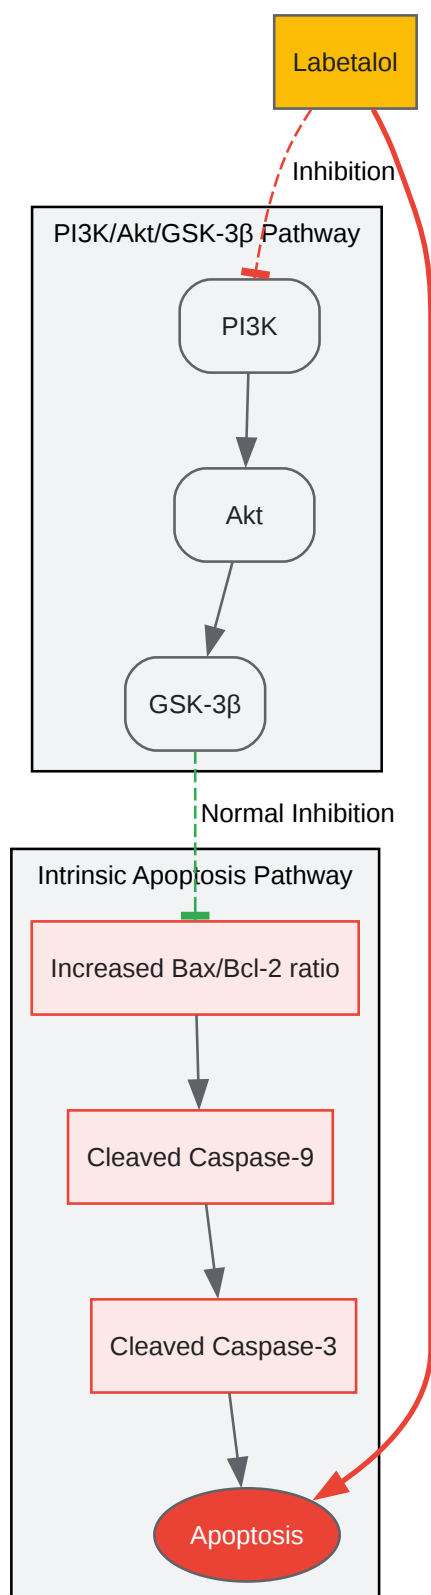 Labetalol
Inhibition
PI3K/Akt/GSK-3β Pathway
PI3K
Akt
GSK-3β
Normal Inhibition
Intrinsic Apoptosis Pathway
Increased Bax/Bcl-2 ratio
Cleaved Caspase-9
Cleaved Caspase-3
Apoptosis